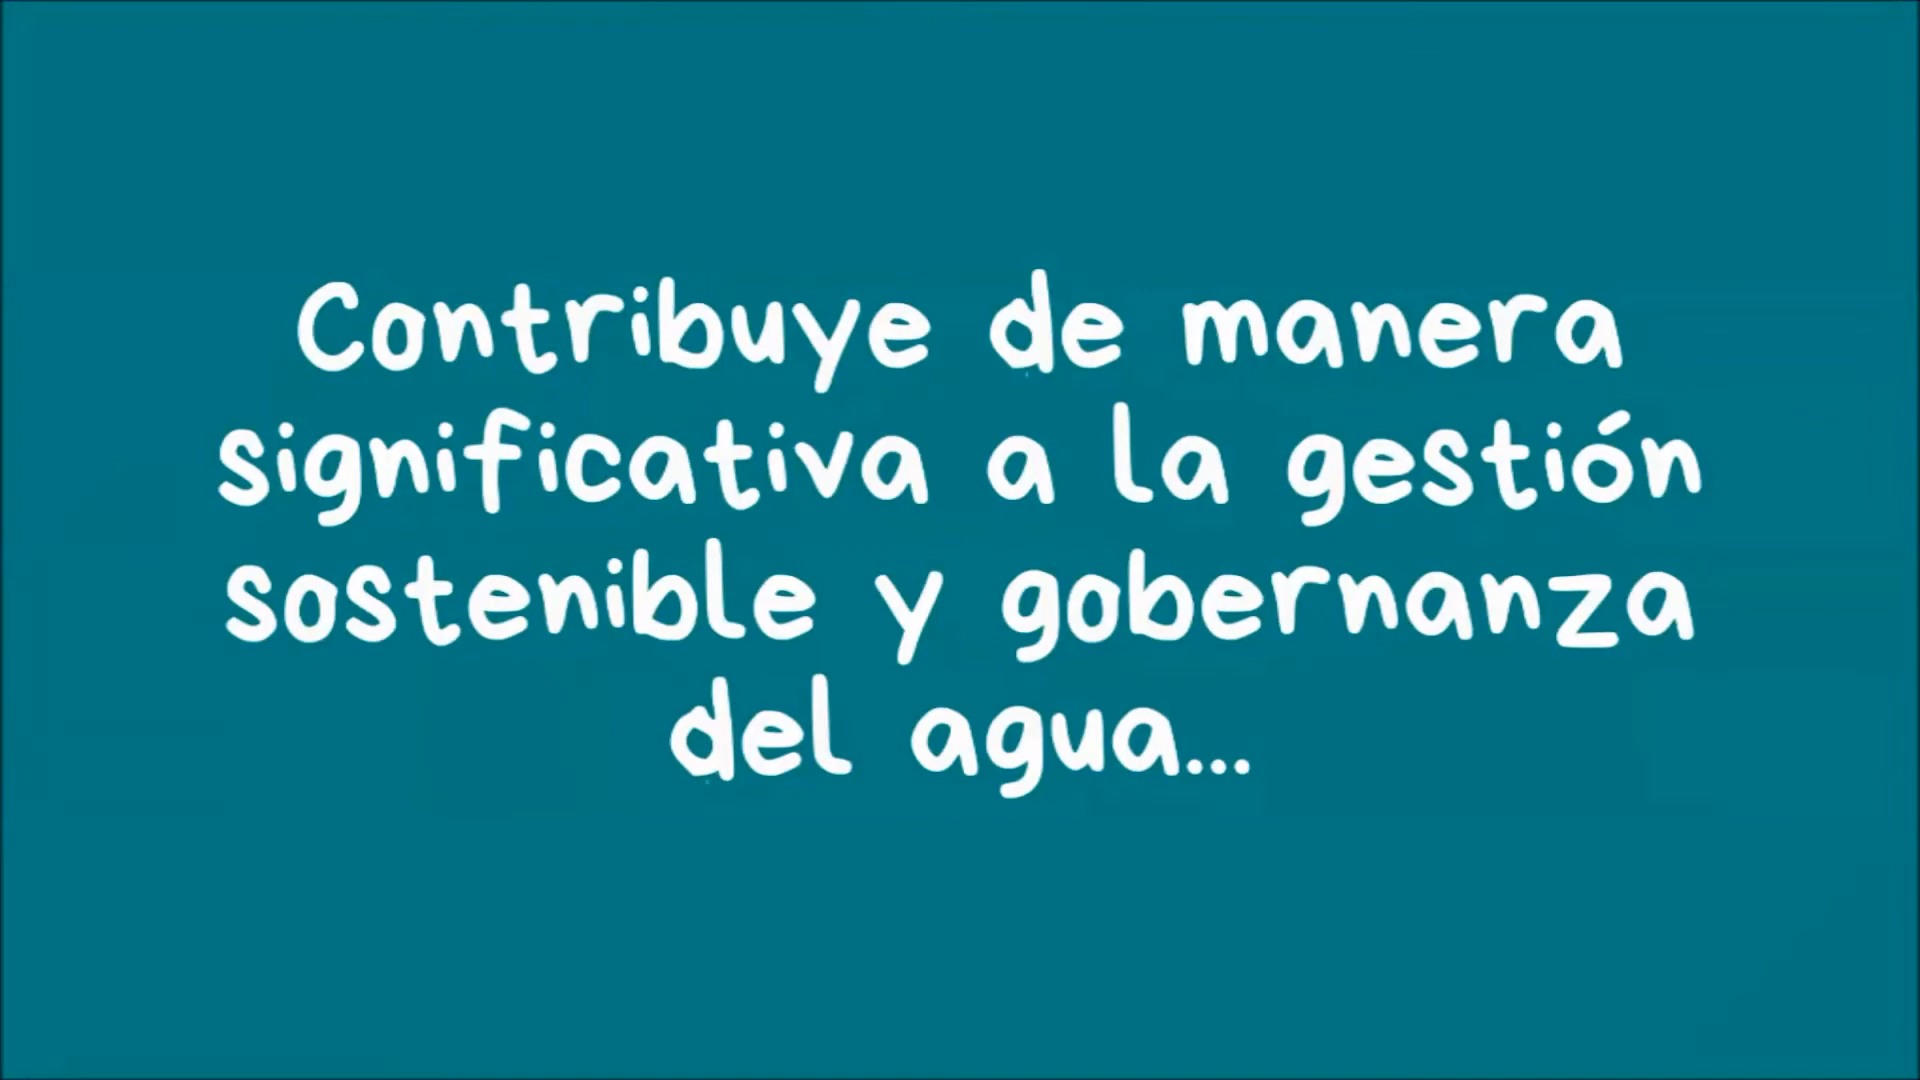 Contribuye de manera
significativa a la gestión
sostenible y gobernanza
del agua...